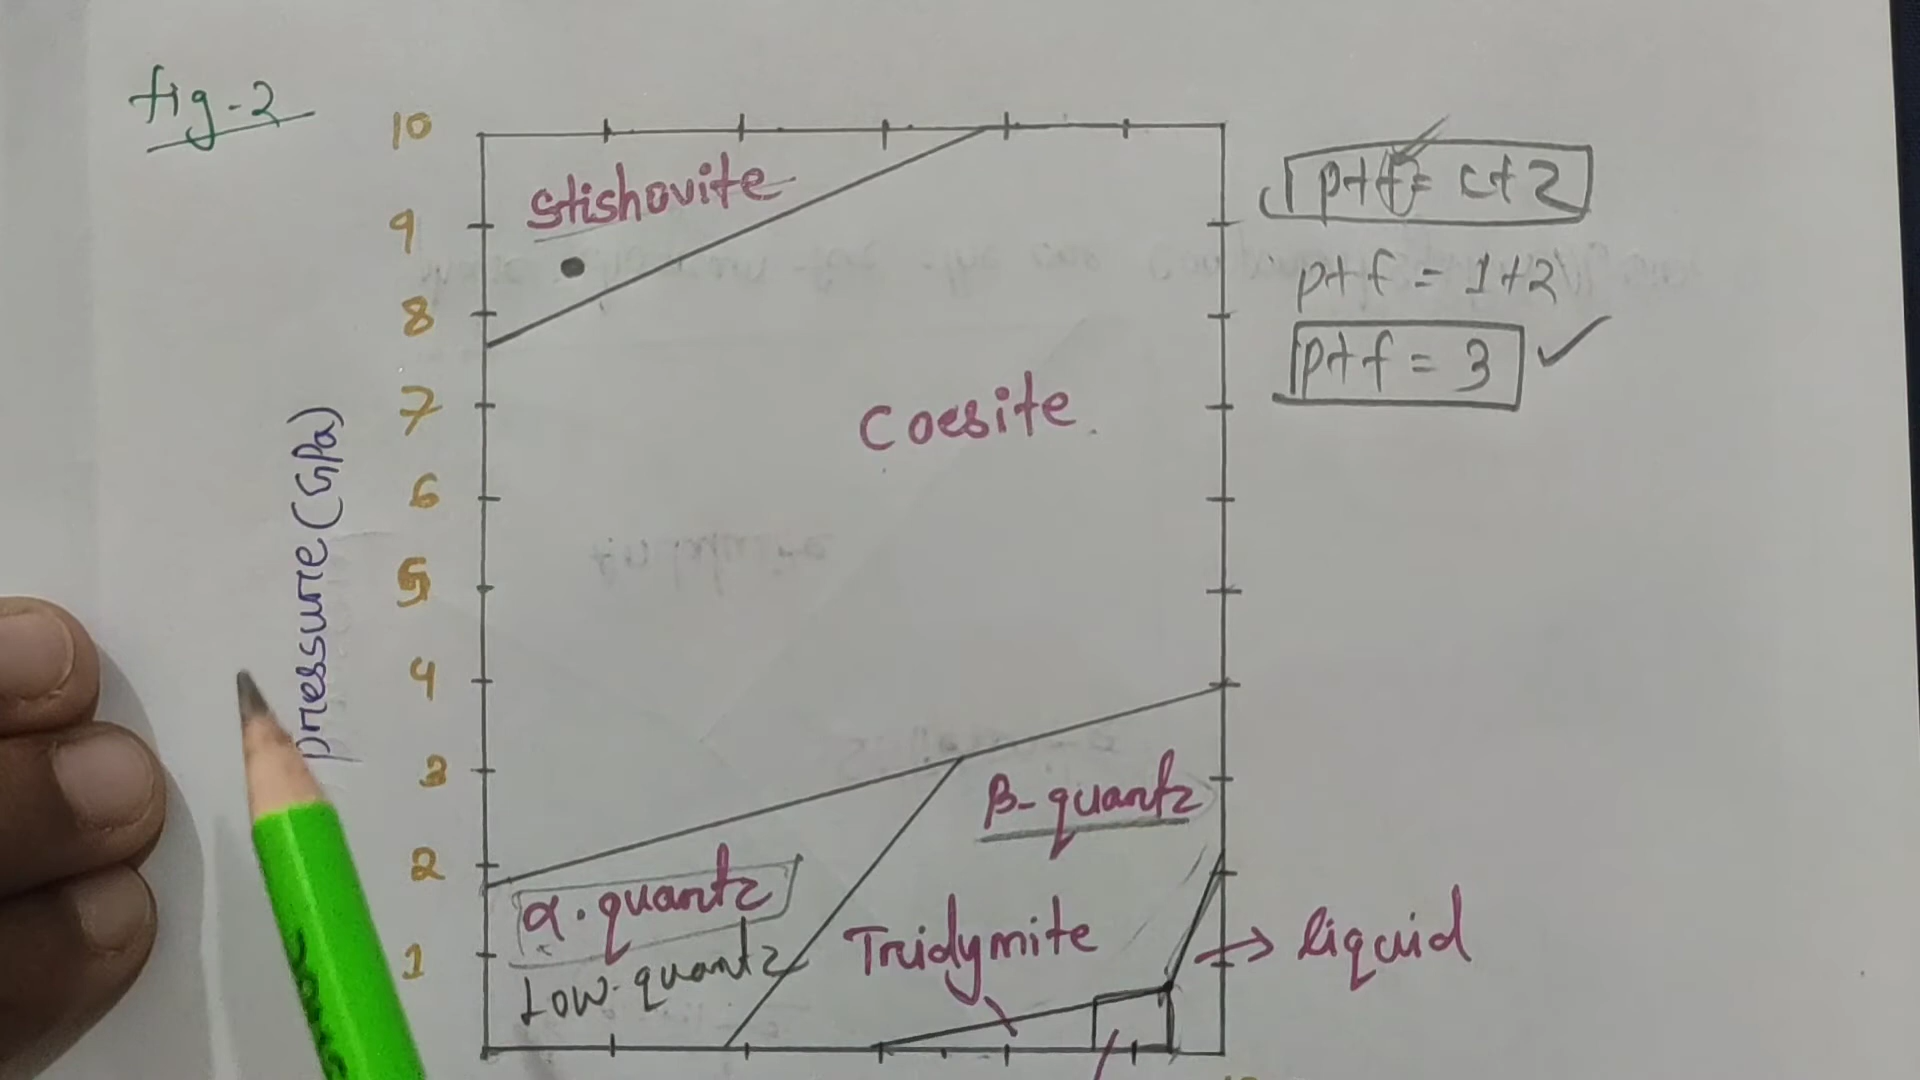 fig-2
10
9
8
7
6
5
4
3
2
1
pressure (GPa)
Stishovite
Coesite
β-quartz
α-quartz
Low-quartz
Tridymite
liquid
p+f= c+2
p+f = 1+2
p+f = 3